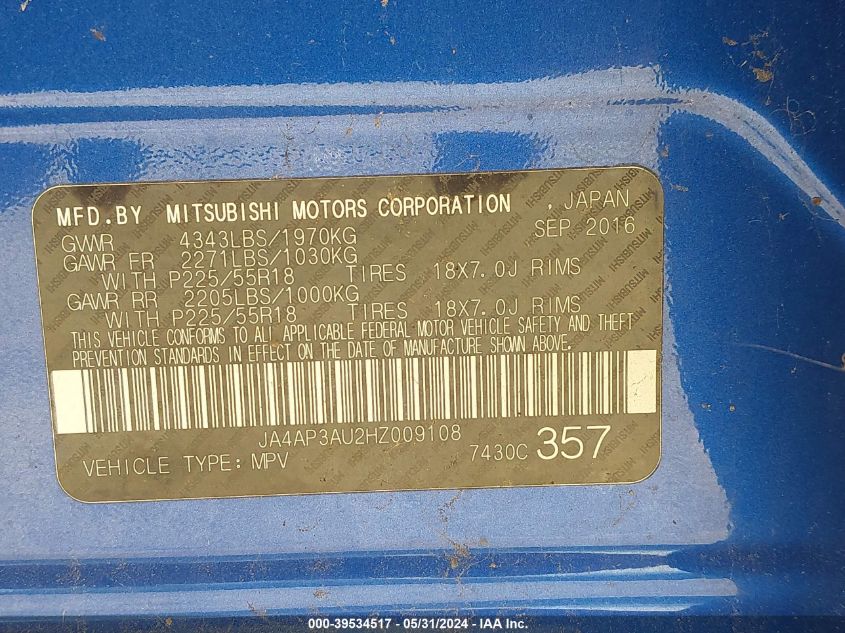 MFD.BY MITSUBISHI MOTORS CORPORATION , JAPAN
GVWR 4343LBS/1970KG SEP 2016
GAWR FR 2271LBS/1030KG
WITH P225/55R18 TIRES 18X7.0J RIMS
GAWR RR 2205LBS/1000KG
WITH P225/55R18 TIRES 18X7.0J RIMS
THIS VEHICLE CONFORMS TO ALL APPLICABLE FEDERAL MOTOR VEHICLE SAFETY AND THEFT
PREVENTION STANDARDS IN EFFECT ON THE DATE OF MANUFACTURE SHOWN ABOVE.
JA4AP3AU2HZ009108
VEHICLE TYPE: MPV 7430C 357
000-39534517 - 05/31/2024 - IAA Inc.